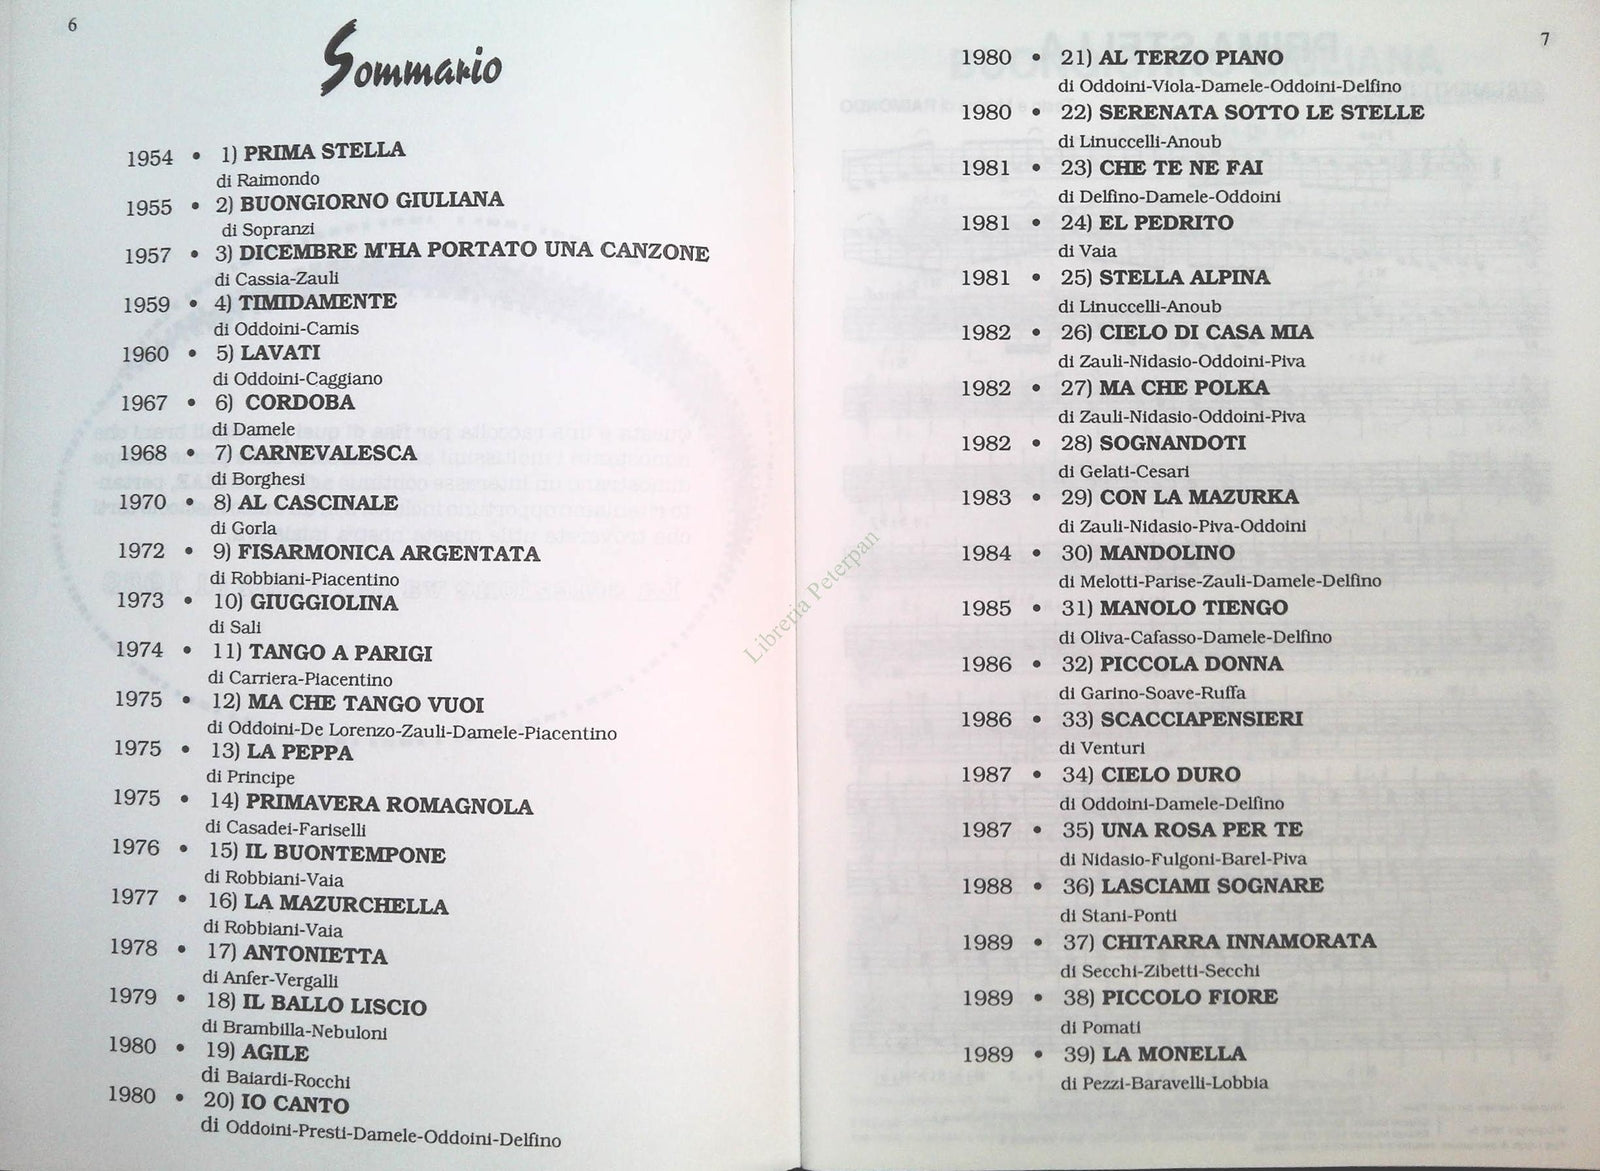 6
Sommario
1954 • 1) PRIMA STELLA
di Raimondo
1955 • 2) BUONGIORNO GIULIANA
di Sopranzi
1957 • 3) DICEMBRE M'HA PORTATO UNA CANZONE
di Cassia-Zauli
1959 • 4) TIMIDAMENTE
di Oddoini-Camis
1960 • 5) LAVATI
di Oddoini-Caggiano
1967 • 6) CORDOBA
di Damele
1968 • 7) CARNEVALESCA
di Borghesi
1970 • 8) AL CASCINALE
di Gorla
1972 • 9) FISARMONICA ARGENTATA
di Robbiani-Piacentino
1973 • 10) GIUGGIOLINA
di Sali
1974 • 11) TANGO A PARIGI
di Carriera-Piacentino
1975 • 12) MA CHE TANGO VUOI
di Oddoini-De Lorenzo-Zauli-Damele-Piacentino
1975 • 13) LA PEPPA
di Principe
1975 • 14) PRIMAVERA ROMAGNOLA
di Casadei-Fariselli
1976 • 15) IL BUONTEMPONE
di Robbiani-Vaia
1977 • 16) LA MAZURCHELLA
di Robbiani-Vaia
1978 • 17) ANTONIETTA
di Anfer-Vergalli
1979 • 18) IL BALLO LISCIO
di Brambilla-Nebuloni
1980 • 19) AGILE
di Baiardi-Rocchi
1980 • 20) IO CANTO
di Oddoini-Presti-Damele-Oddoini-Delfino
7
1980 • 21) AL TERZO PIANO
di Oddoini-Viola-Damele-Oddoini-Delfino
1980 • 22) SERENATA SOTTO LE STELLE
di Linuccelli-Anoub
1981 • 23) CHE TE NE FAI
di Delfino-Damele-Oddoini
1981 • 24) EL PEDRITO
di Vaia
1981 • 25) STELLA ALPINA
di Linuccelli-Anoub
1982 • 26) CIELO DI CASA MIA
di Zauli-Nidasio-Oddoini-Piva
1982 • 27) MA CHE POLKA
di Zauli-Nidasio-Oddoini-Piva
1982 • 28) SOGNANDOTI
di Gelati-Cesari
1983 • 29) CON LA MAZURKA
di Zauli-Nidasio-Piva-Oddoini
1984 • 30) MANDOLINO
di Melotti-Parise-Zauli-Damele-Delfino
1985 • 31) MANOLO TIENGO
di Oliva-Cafasso-Damele-Delfino
1986 • 32) PICCOLA DONNA
di Garino-Soave-Ruffa
1986 • 33) SCACCIAPENSIERI
di Venturi
1987 • 34) CIELO DURO
di Oddoini-Damele-Delfino
1987 • 35) UNA ROSA PER TE
di Nidasio-Fulgoni-Barel-Piva
1988 • 36) LASCIAMI SOGNARE
di Stani-Ponti
1989 • 37) CHITARRA INNAMORATA
di Secchi-Zibetti-Secchi
1989 • 38) PICCOLO FIORE
di Pomati
1989 • 39) LA MONELLA
di Pezzi-Baravelli-Lobbia
Libreria Peterpan